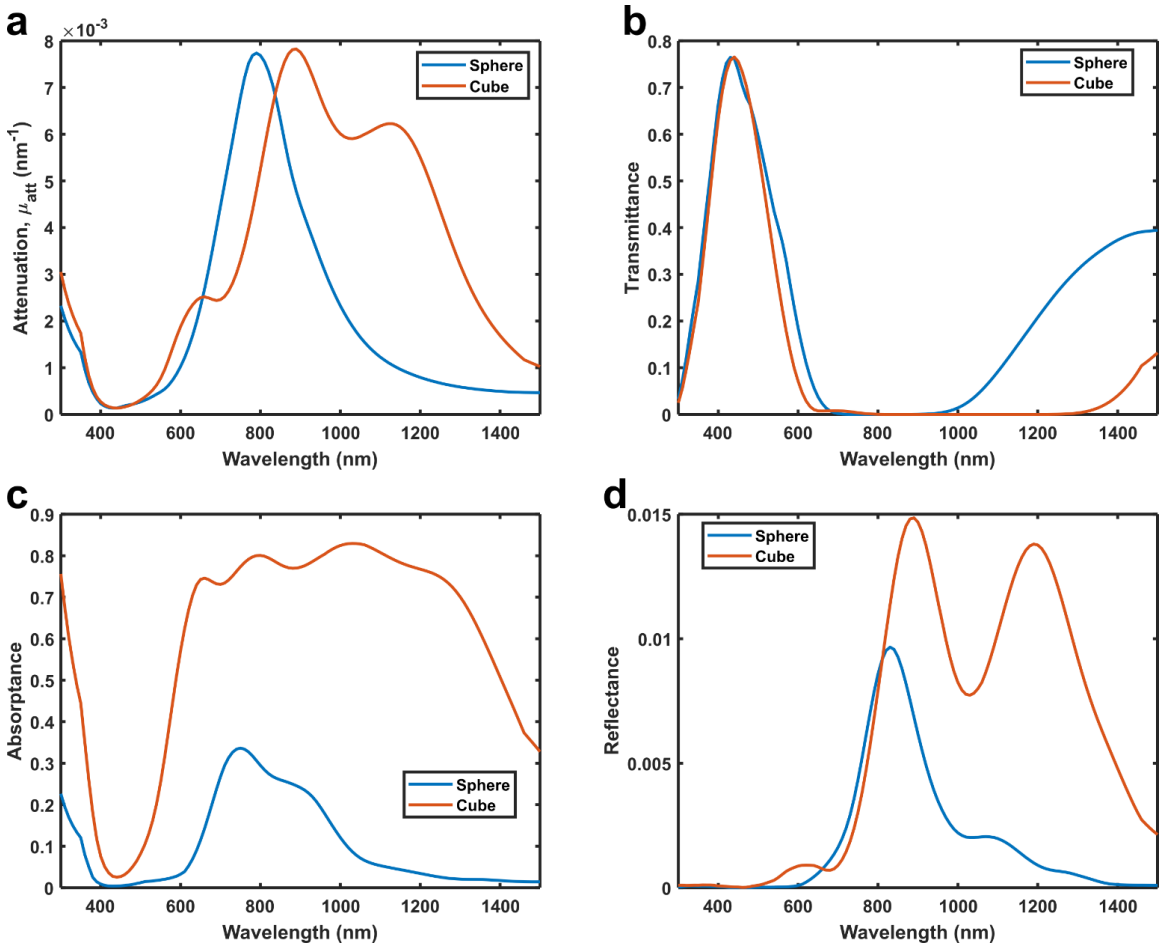 a
×10⁻³
8
7
6
5
4
3
2
1
0
400 600 800 1000 1200 1400
Wavelength (nm)
Attenuation, μatt (nm⁻¹)
Sphere
Cube
b
0.8
0.7
0.6
0.5
0.4
0.3
0.2
0.1
0
400 600 800 1000 1200 1400
Wavelength (nm)
Transmittance
Sphere
Cube
c
0.9
0.8
0.7
0.6
0.5
0.4
0.3
0.2
0.1
0
400 600 800 1000 1200 1400
Wavelength (nm)
Absorptance
Sphere
Cube
d
0.015
0.01
0.005
0
400 600 800 1000 1200 1400
Wavelength (nm)
Reflectance
Sphere
Cube